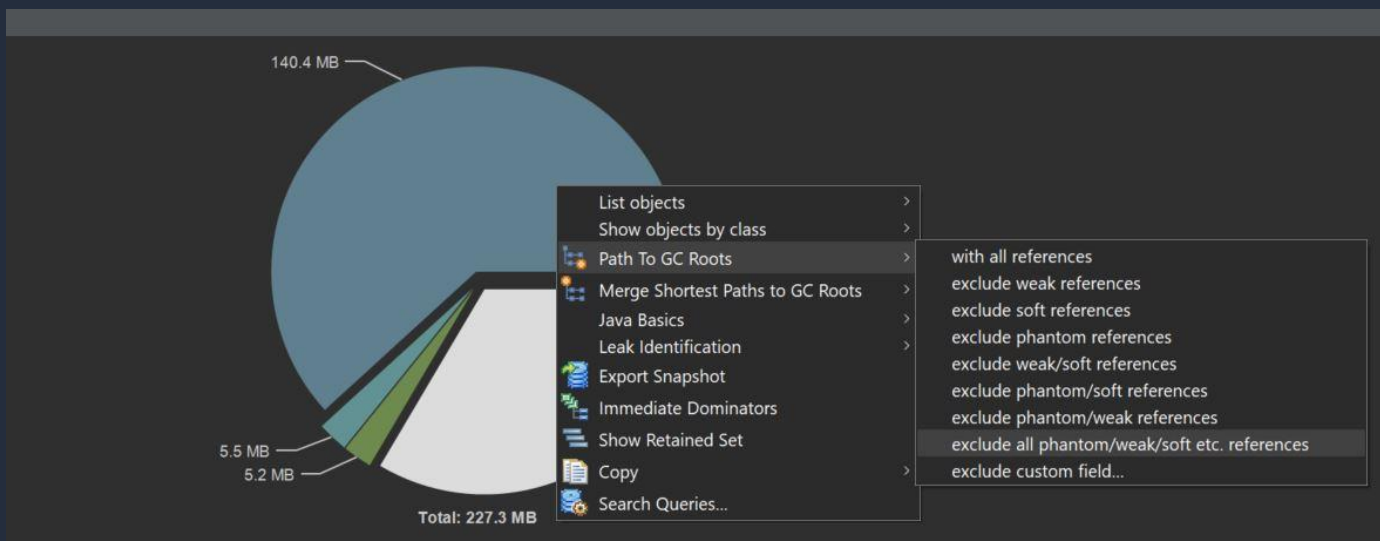 140.4 MB
5.5 MB
5.2 MB
Total: 227.3 MB
List objects
Show objects by class
Path To GC Roots
Merge Shortest Paths to GC Roots
Java Basics
Leak Identification
Export Snapshot
Immediate Dominators
Show Retained Set
Copy
Search Queries...
with all references
exclude weak references
exclude soft references
exclude phantom references
exclude weak/soft references
exclude phantom/soft references
exclude phantom/weak references
exclude all phantom/weak/soft etc. references
exclude custom field...